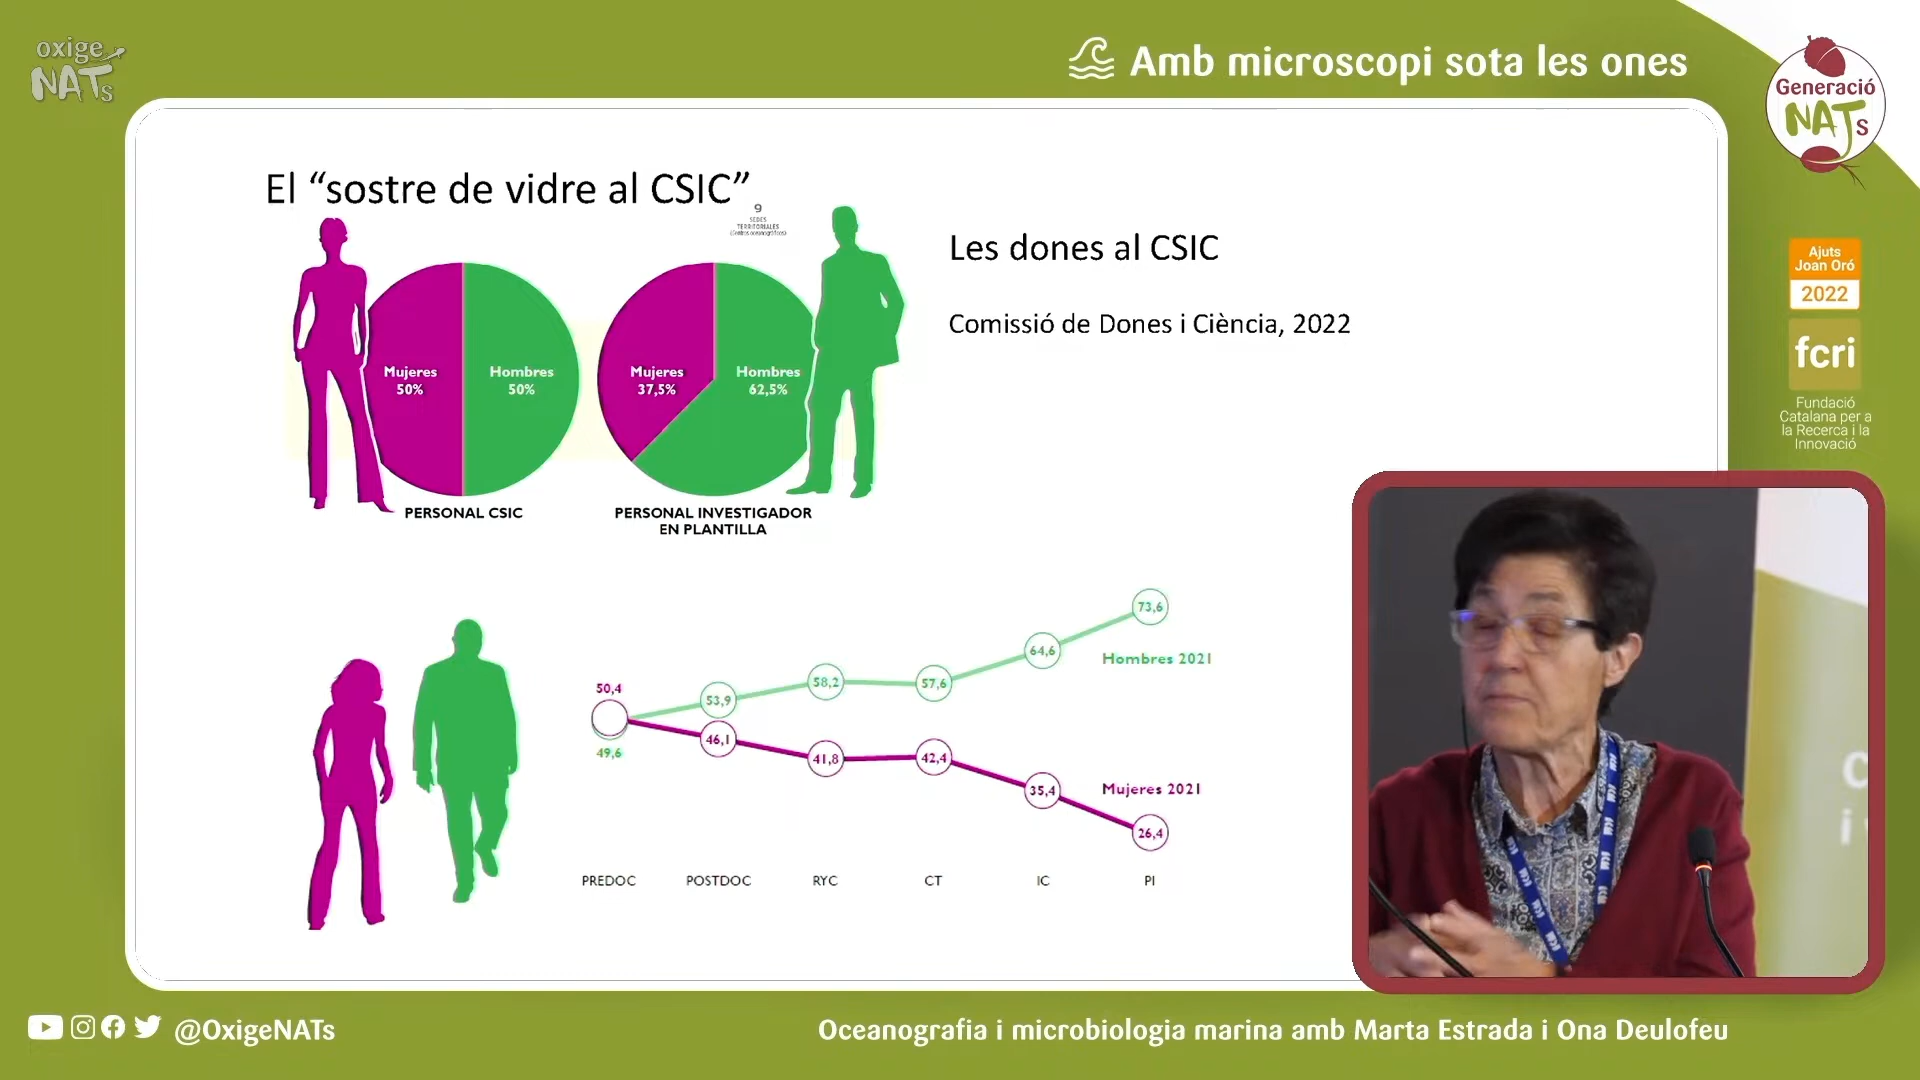 oxige
NATs
Amb microscopi sota les ones
Generació
NATs
El “sostre de vidre al CSIC”
9
SEDES
TERRITORIALES
(Centros oceanográficos)
Les dones al CSIC
Comissió de Dones i Ciència, 2022
Mujeres
50%
Hombres
50%
Mujeres
37,5%
Hombres
62,5%
PERSONAL CSIC
PERSONAL INVESTIGADOR
EN PLANTILLA
Ajuts
Joan Oró
2022
fcri
Fundació
Catalana per a
la Recerca i la
Innovació
73,6
64,6
Hombres 2021
58,2
57,6
53,9
50,4
49,6
46,1
41,8
42,4
35,4
Mujeres 2021
26,4
PREDOC POSTDOC RYC CT IC PI
@OxigeNATs
Oceanografia i microbiologia marina amb Marta Estrada i Ona Deulofeu